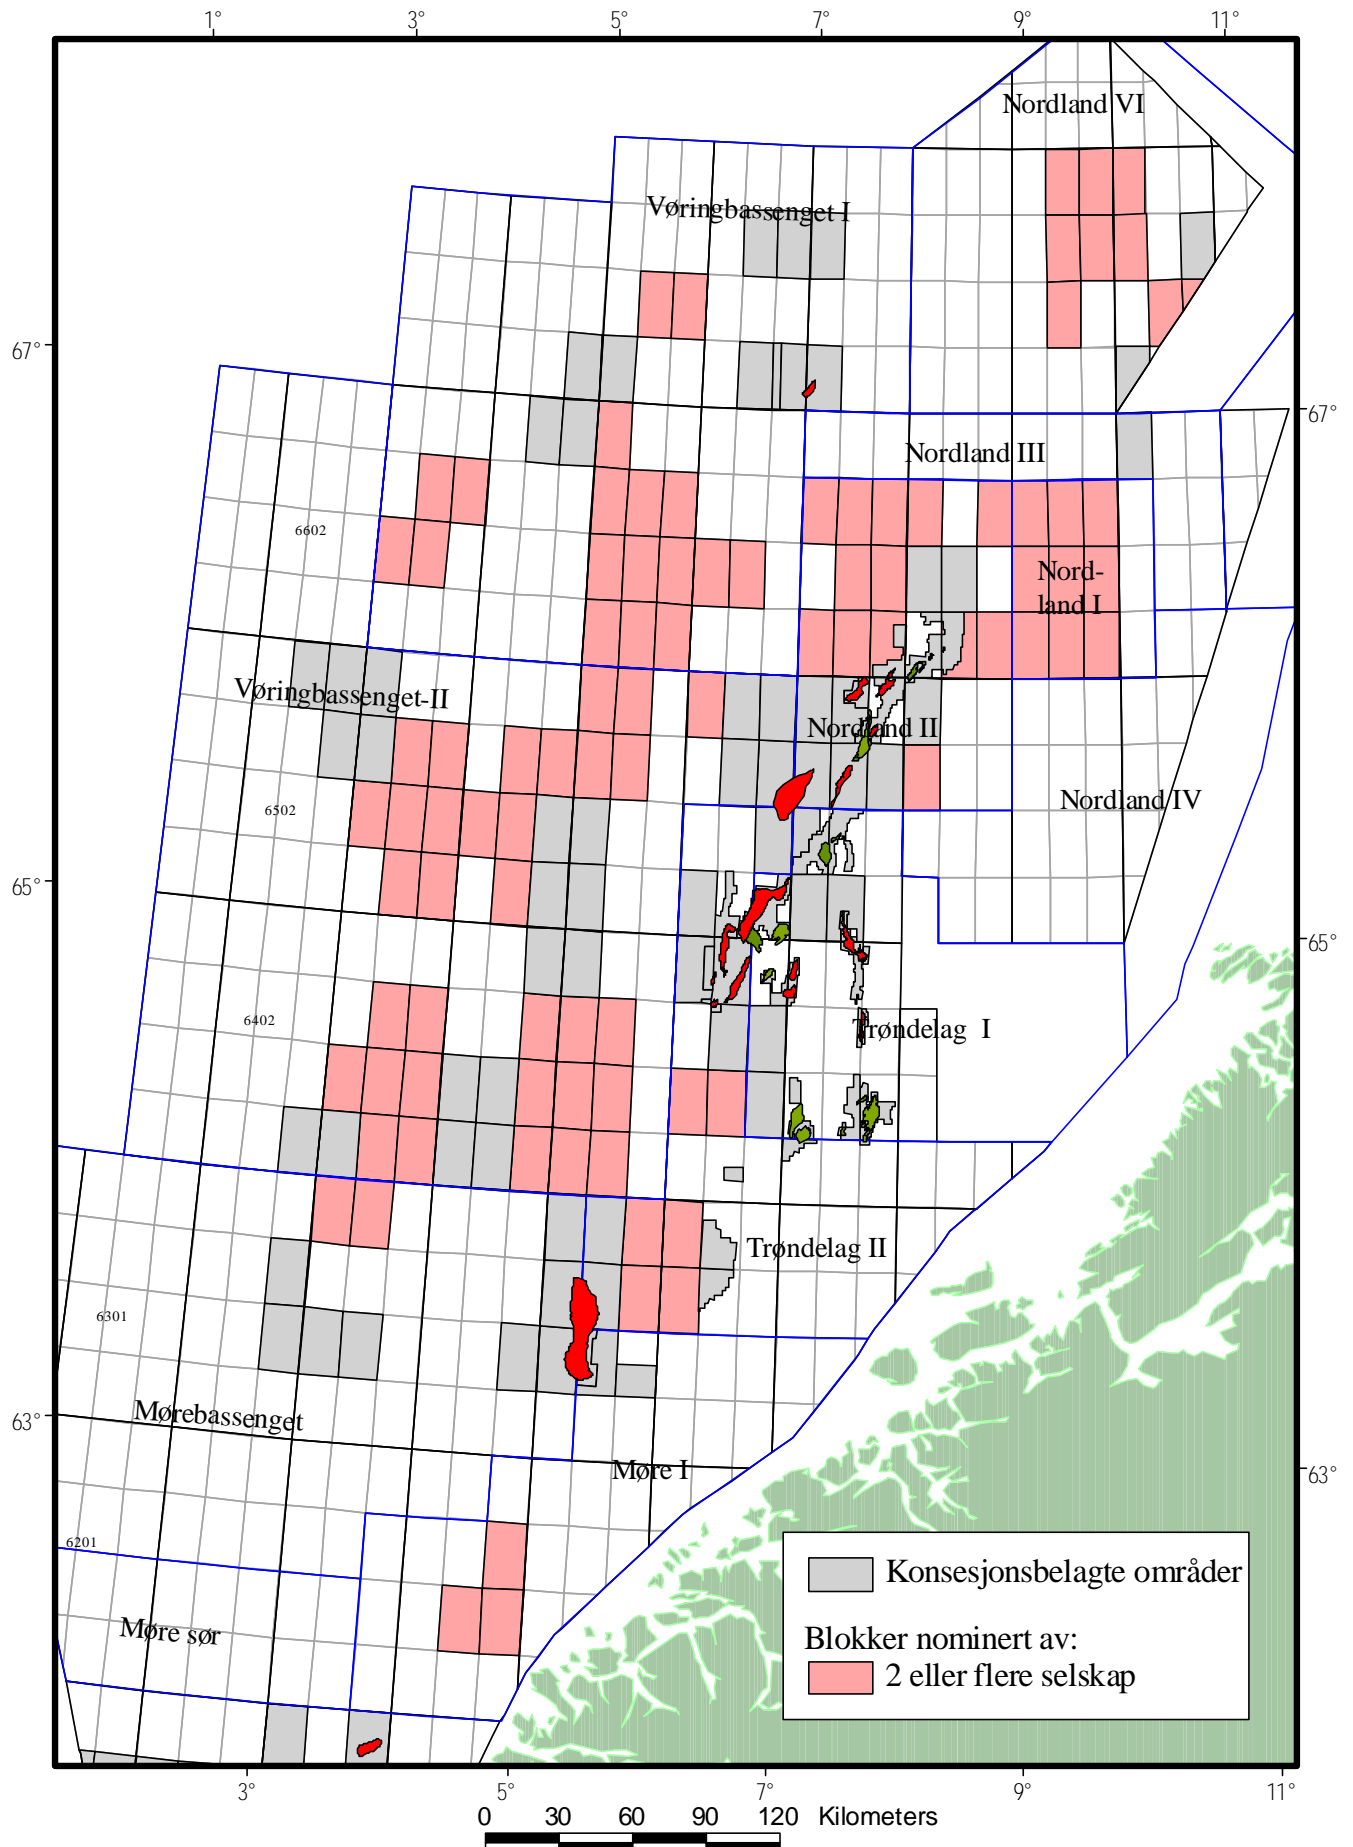 1° 3° 5° 7° 9° 11°
Nordland VI
Vøringbassenget I
67°
67°
Nordland III
6602
Nord-
land I
Vøringbassenget-II
Nordland II
6502
Nordland IV
65°
65°
6402
Trøndelag I
Trøndelag II
6301
63°
Mørebassenget
Møre I
63°
6201
Møre sør
Konsesjonsbelagte områder
Blokker nominert av:
2 eller flere selskap
3° 5° 7° 9° 11°
0 30 60 90 120 Kilometers